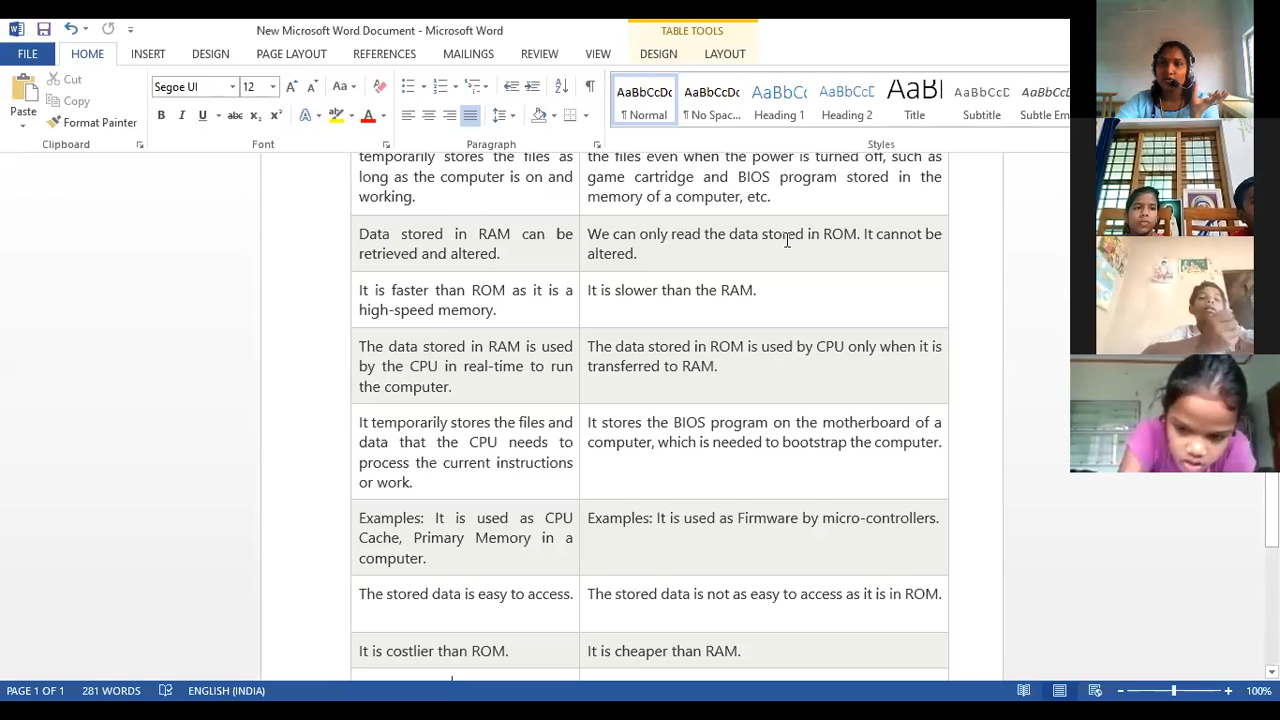 New Microsoft Word Document - Microsoft Word
TABLE TOOLS
FILE
HOME
INSERT
DESIGN
PAGE LAYOUT
REFERENCES
MAILINGS
REVIEW
VIEW
DESIGN
LAYOUT
Paste
Cut
Copy
Format Painter
Clipboard
Segoe UI
12
Font
Paragraph
AaBbCcDc
¶ Normal
AaBbCcDc
¶ No Spac...
AaBbCc
Heading 1
AaBbCcD
Heading 2
AaBl
Title
AaBbCcD
Subtitle
AaBbCcDc
Subtle Em
Styles
temporarily stores the files as
long as the computer is on and
working.
the files even when the power is turned off, such as
game cartridge and BIOS program stored in the
memory of a computer, etc.
Data stored in RAM can be
retrieved and altered.
We can only read the data stored in ROM. It cannot be
altered.
It is faster than ROM as it is a
high-speed memory.
It is slower than the RAM.
The data stored in RAM is used
by the CPU in real-time to run
the computer.
The data stored in ROM is used by CPU only when it is
transferred to RAM.
It temporarily stores the files and
data that the CPU needs to
process the current instructions
or work.
It stores the BIOS program on the motherboard of a
computer, which is needed to bootstrap the computer.
Examples: It is used as CPU
Cache, Primary Memory in a
computer.
Examples: It is used as Firmware by micro-controllers.
The stored data is easy to access.
The stored data is not as easy to access as it is in ROM.
It is costlier than ROM.
It is cheaper than RAM.
PAGE 1 OF 1
281 WORDS
ENGLISH (INDIA)
100%